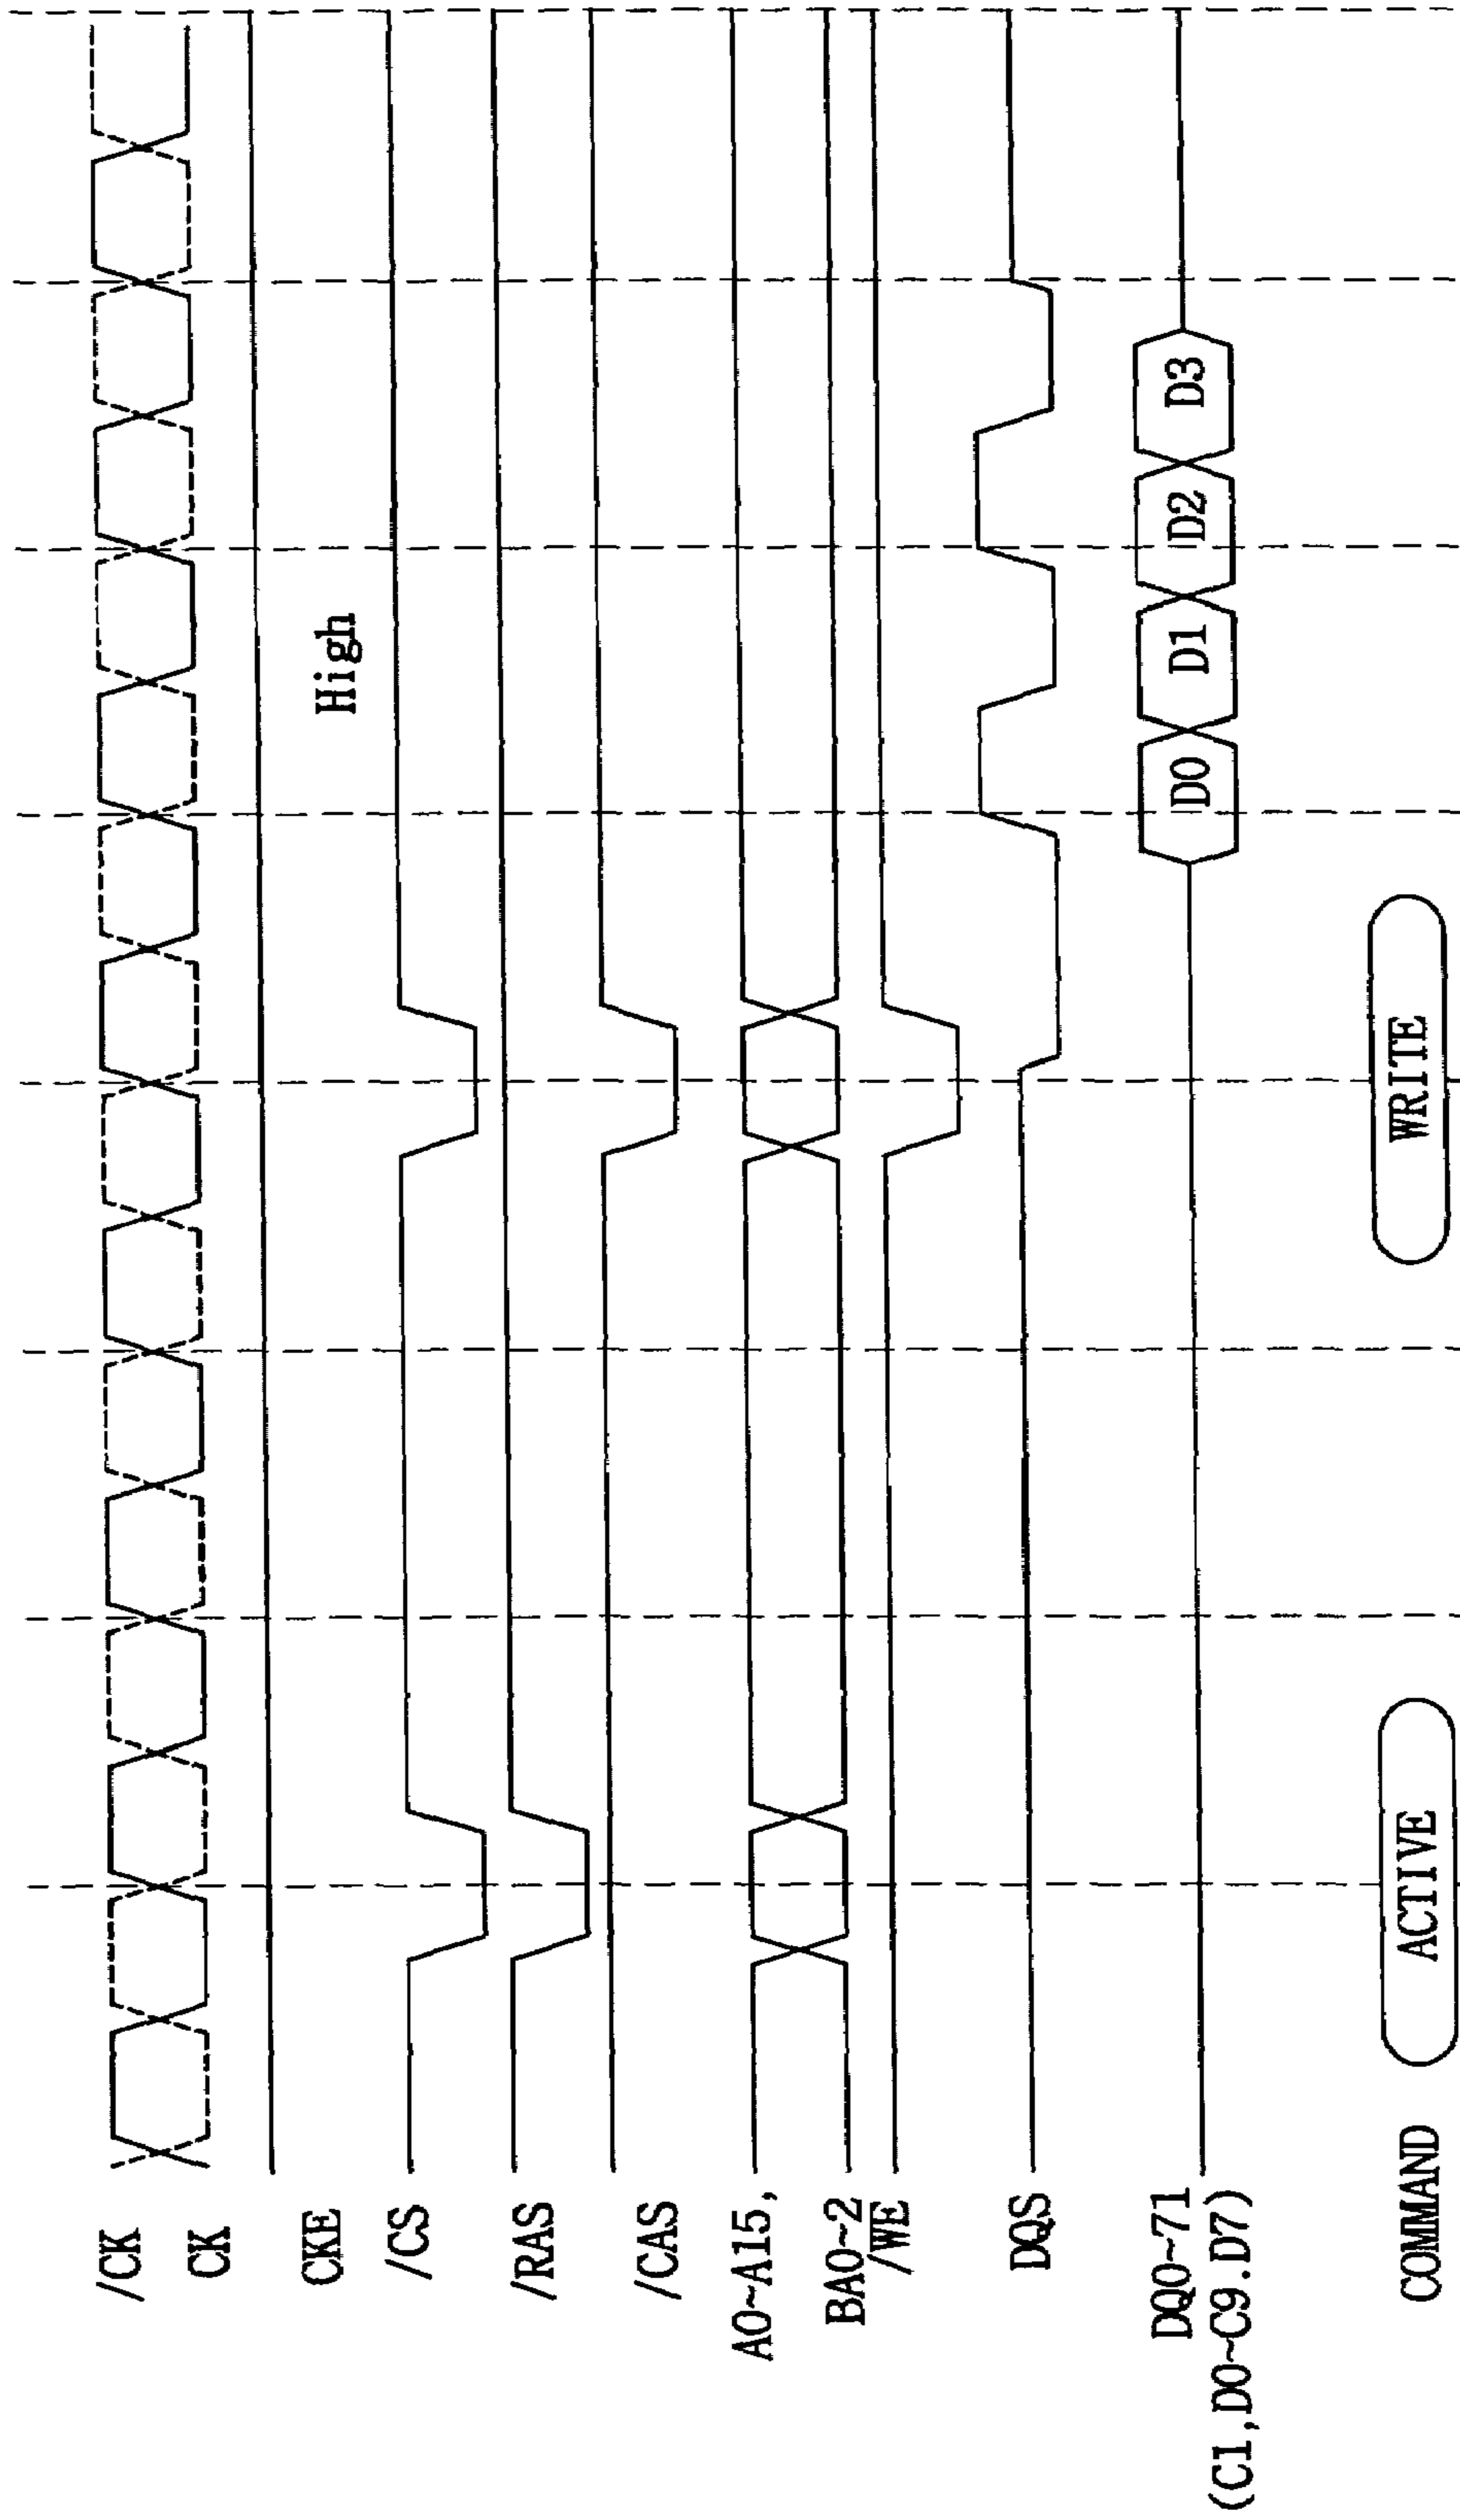 /CK
CK
CKE
High
/CS
/RAS
/CAS
A0~A15,
BA0~2
/WE
DQS
DQ0~71
(C1,D0~C9.D7)
D0 D1 D2 D3
COMMAND ACTIVE WRITE